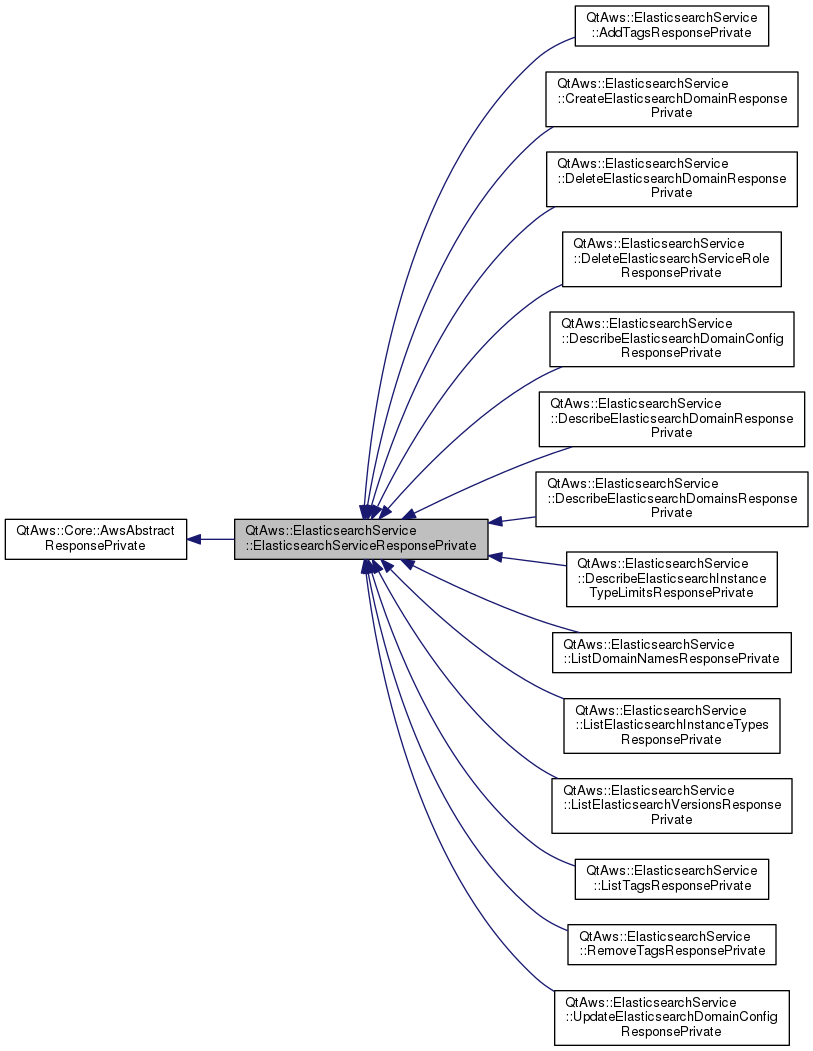 QtAws::ElasticsearchService
::AddTagsResponsePrivate
QtAws::ElasticsearchService
::CreateElasticsearchDomainResponse
Private
QtAws::ElasticsearchService
::DeleteElasticsearchDomainResponse
Private
QtAws::ElasticsearchService
::DeleteElasticsearchServiceRole
ResponsePrivate
QtAws::ElasticsearchService
::DescribeElasticsearchDomainConfig
ResponsePrivate
QtAws::ElasticsearchService
::DescribeElasticsearchDomainResponse
Private
QtAws::ElasticsearchService
::DescribeElasticsearchDomainsResponse
Private
QtAws::Core::AwsAbstract
ResponsePrivate
QtAws::ElasticsearchService
::ElasticsearchServiceResponsePrivate
QtAws::ElasticsearchService
::DescribeElasticsearchInstance
TypeLimitsResponsePrivate
QtAws::ElasticsearchService
::ListDomainNamesResponsePrivate
QtAws::ElasticsearchService
::ListElasticsearchInstanceTypes
ResponsePrivate
QtAws::ElasticsearchService
::ListElasticsearchVersionsResponse
Private
QtAws::ElasticsearchService
::ListTagsResponsePrivate
QtAws::ElasticsearchService
::RemoveTagsResponsePrivate
QtAws::ElasticsearchService
::UpdateElasticsearchDomainConfig
ResponsePrivate